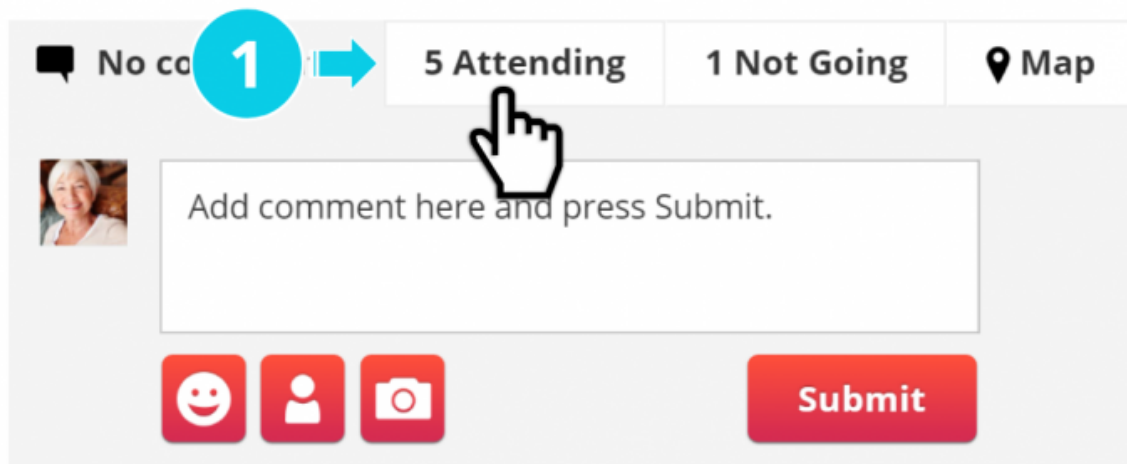 No co 1 5 Attending 1 Not Going Map
Add comment here and press Submit.
Submit